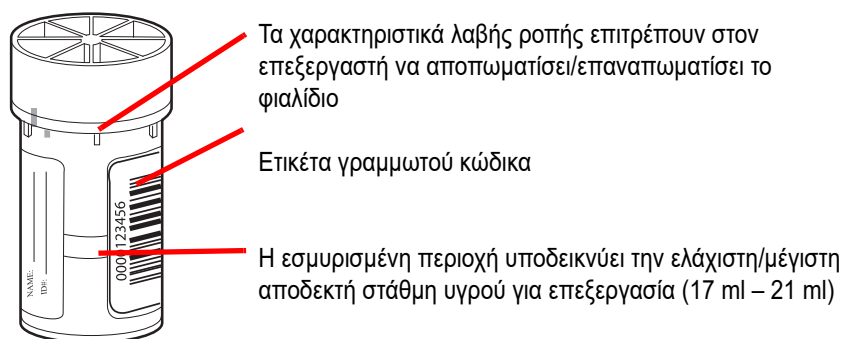 Τα χαρακτηριστικά λαβής ροπής επιτρέπουν στον
επεξεργαστή να αποπωματίσει/επαναπωματίσει το
φιαλίδιο
Ετικέτα γραμμωτού κώδικα
Η εσμυρισμένη περιοχή υποδεικνύει την ελάχιστη/μέγιστη
αποδεκτή στάθμη υγρού για επεξεργασία (17 ml – 21 ml)
NAME:
ID#:
0000123456